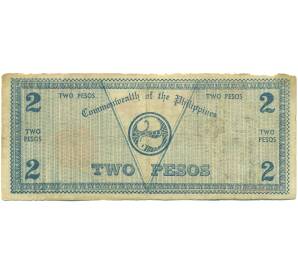 2 TWO PESOS TWO PESOS 2
Commonwealth of the Philippines
TWO PESOS TWO PESOS
2 TWO PESOS 2